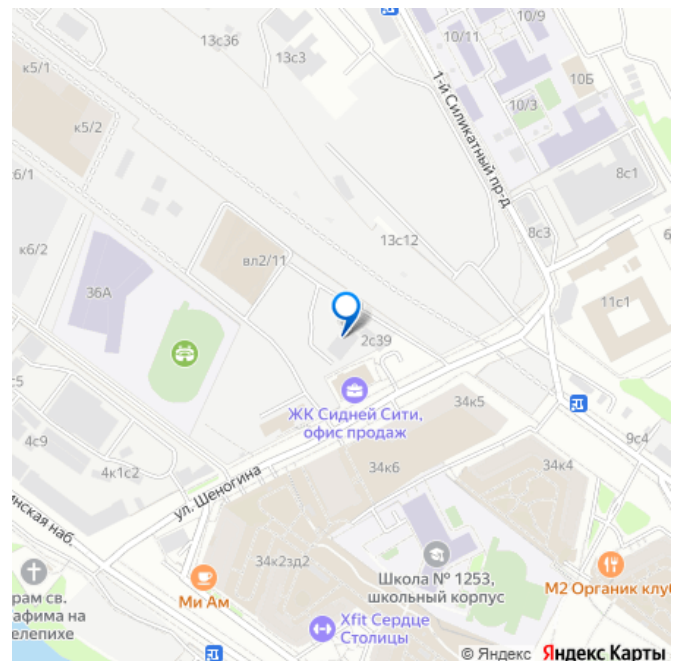 13с36
13с3
10/11
10/9
к5/1
10Б
10/3
к5/2
1-й Силикатный пр-д
8с1
с6/1
13с12
8с3
6
к6/2
вл2/11
36А
11с1
2с39
с5
ЖК Сидней Сити,
офис продаж
34к5
4с9
4к1с2
34к6
34к4
9с4
ул. Шеногина
инская наб.
34к2зд2
Школа № 1253,
школьный корпус
рам св.
афима на
елепихе
Ми Ам
М2 Органик клуб
Xfit Сердце
Столицы
© Яндекс Яндекс Карты